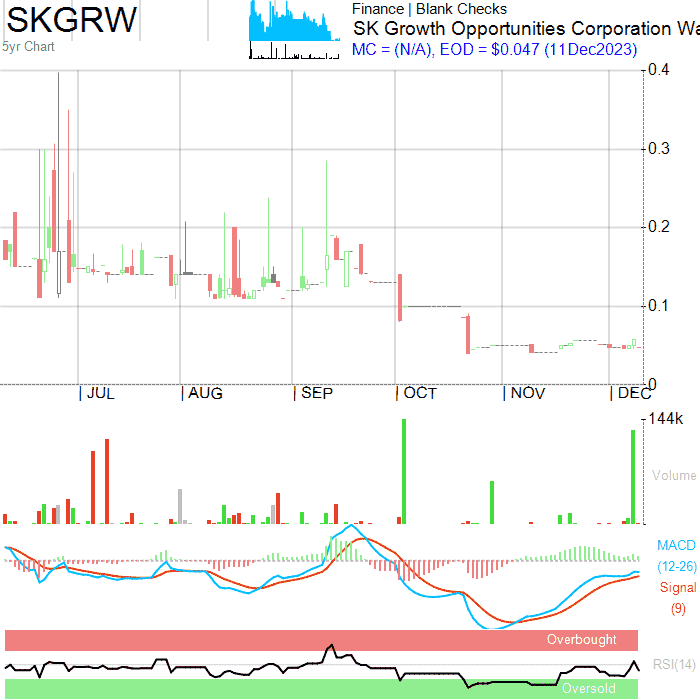 SKGRW
5yr Chart
Finance | Blank Checks
SK Growth Opportunities Corporation Wa
MC = (N/A), EOD = $0.047 (11Dec2023)
0.4
0.3
0.2
0.1
0
JUL
AUG
SEP
OCT
NOV
DEC
144k
Volume
MACD
(12-26)
Signal
(9)
Overbought
RSI(14)
Oversold